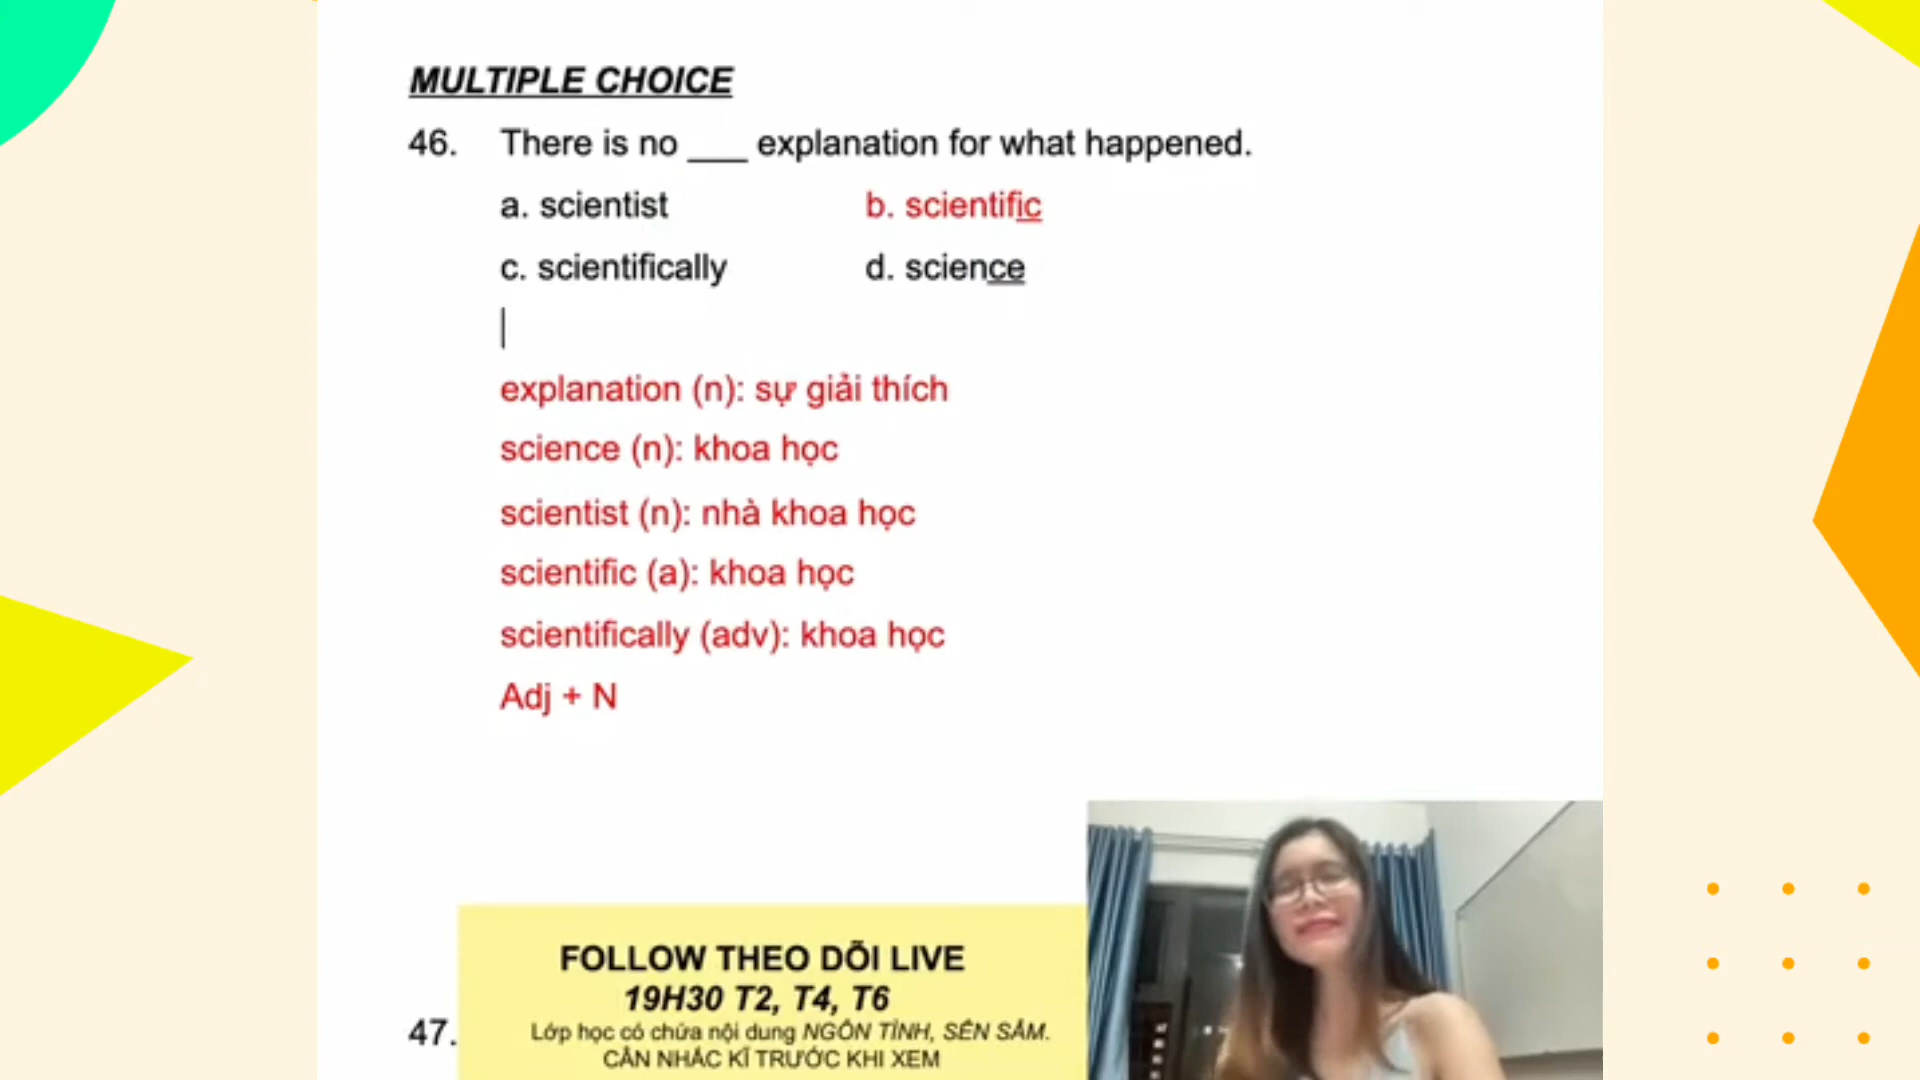 MULTIPLE CHOICE
46. There is no ___ explanation for what happened.
a. scientist b. scientific
c. scientifically d. science
explanation (n): sự giải thích
science (n): khoa học
scientist (n): nhà khoa học
scientific (a): khoa học
scientifically (adv): khoa học
Adj + N
FOLLOW THEO DÕI LIVE
19H30 T2, T4, T6
47. Lớp học có chứa nội dung NGÔN TÌNH, SẾN SẨM.
CÂN NHẮC KĨ TRƯỚC KHI XEM